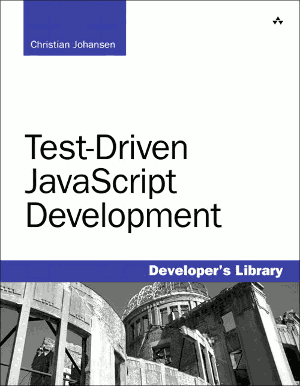 Christian Johansen
Test-Driven
JavaScript
Development
Developer's Library